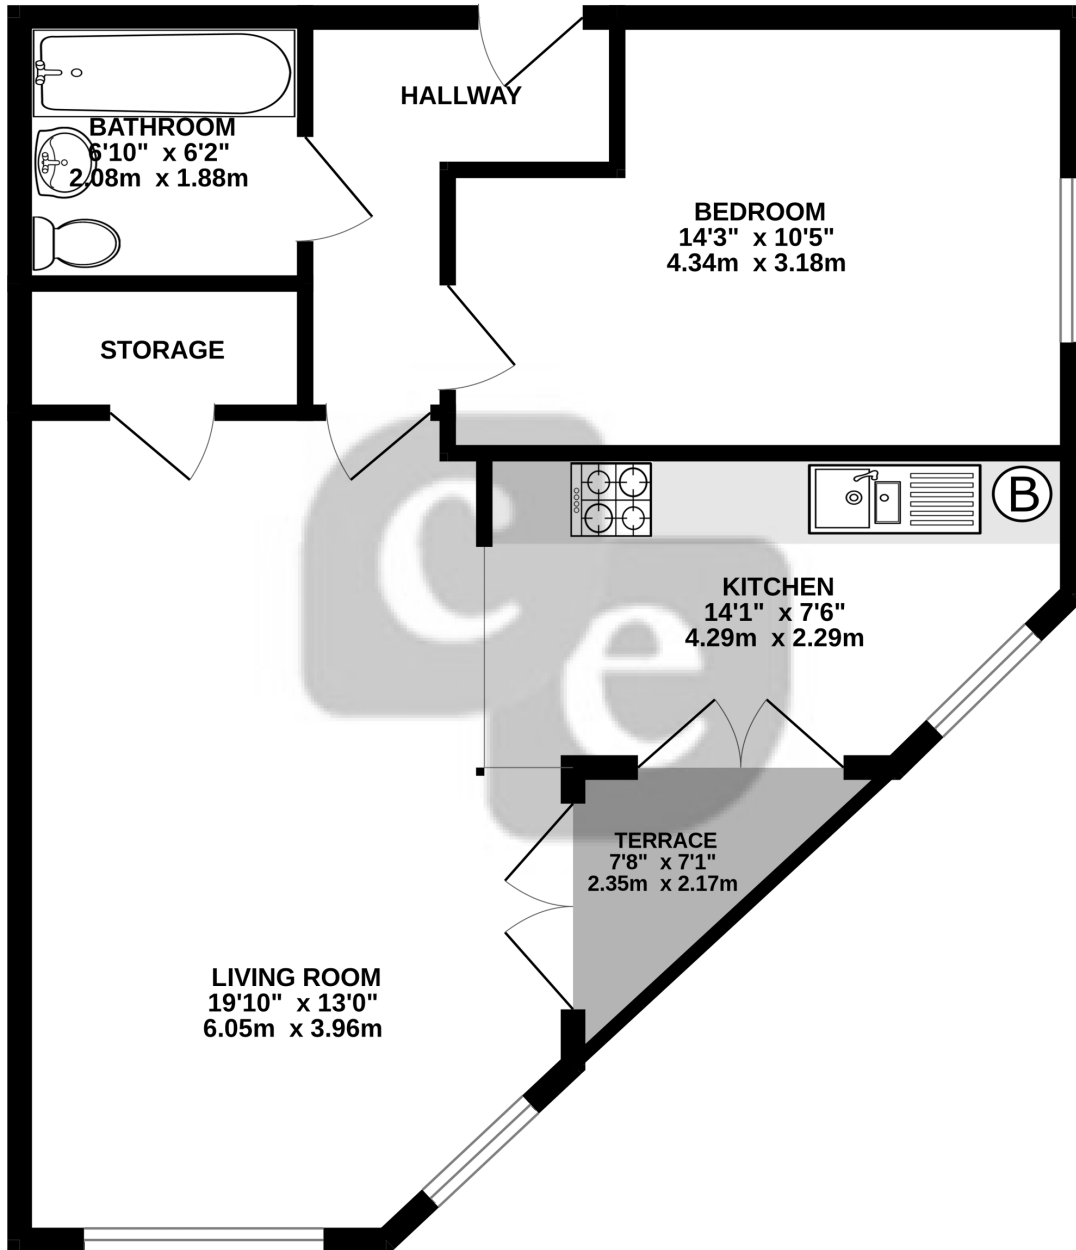 HALLWAY
BATHROOM
6'10" x 6'2"
2.08m x 1.88m
BEDROOM
14'3" x 10'5"
4.34m x 3.18m
STORAGE
B
ce
KITCHEN
14'1" x 7'6"
4.29m x 2.29m
TERRACE
7'8" x 7'1"
2.35m x 2.17m
LIVING ROOM
19'10" x 13'0"
6.05m x 3.96m